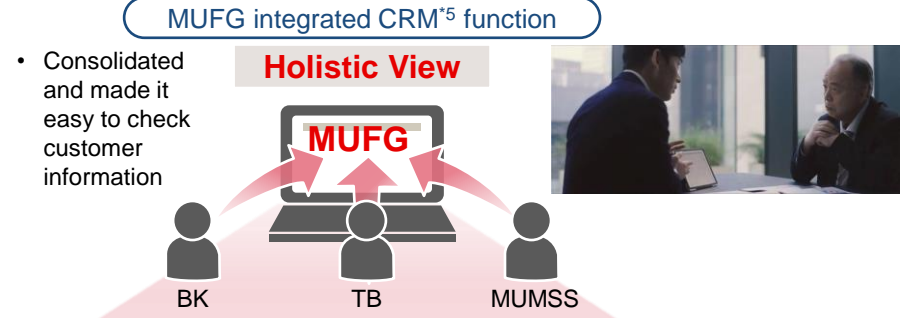 MUFG integrated CRM*5 function
• Consolidated
and made it
easy to check
customer
information
Holistic View
MUFG
BK
TB
MUMSS